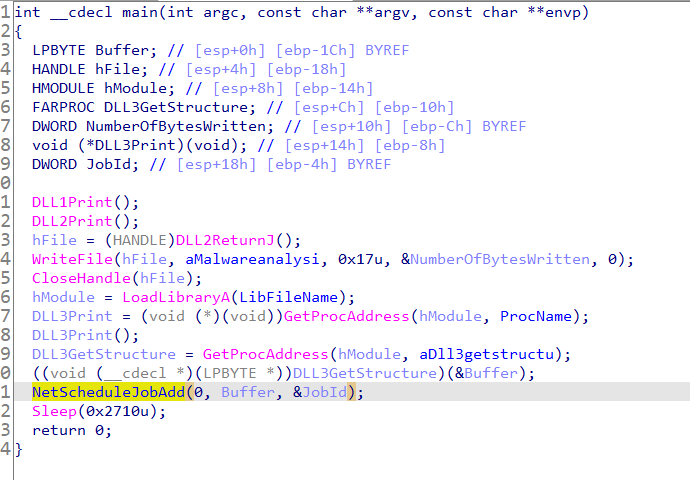 1 int __cdecl main(int argc, const char **argv, const char **envp)
2 {
3 LPBYTE Buffer; // [esp+0h] [ebp-1Ch] BYREF
4 HANDLE hFile; // [esp+4h] [ebp-18h]
5 HMODULE hModule; // [esp+8h] [ebp-14h]
6 FARPROC DLL3GetStructure; // [esp+Ch] [ebp-10h]
7 DWORD NumberOfBytesWritten; // [esp+10h] [ebp-Ch] BYREF
8 void (*DLL3Print)(void); // [esp+14h] [ebp-8h]
9 DWORD JobId; // [esp+18h] [ebp-4h] BYREF
0
1 DLL1Print();
2 DLL2Print();
3 hFile = (HANDLE)DLL2ReturnJ();
4 WriteFile(hFile, aMalwareanalysi, 0x17u, &NumberOfBytesWritten, 0);
5 CloseHandle(hFile);
6 hModule = LoadLibraryA(LibFileName);
7 DLL3Print = (void (*)(void))GetProcAddress(hModule, ProcName);
8 DLL3Print();
9 DLL3GetStructure = GetProcAddress(hModule, aDll3getstructu);
0 ((void (__cdecl *)(LPBYTE *))DLL3GetStructure)(&Buffer);
1 NetScheduleJobAdd(0, Buffer, &JobId);
2 Sleep(0x2710u);
3 return 0;
4 }